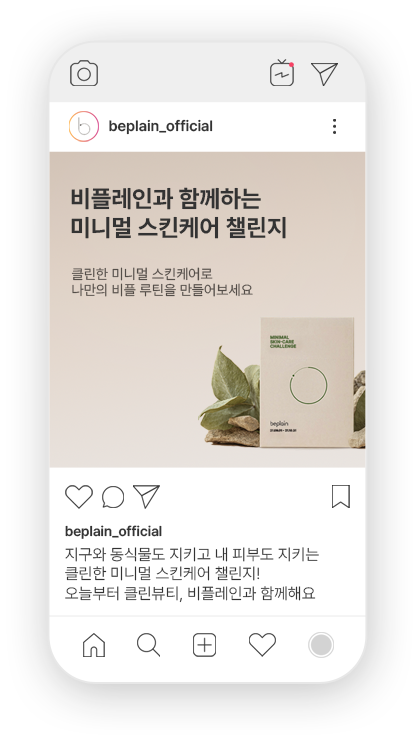 beplain_official
비플레인과 함께하는
미니멀 스킨케어 챌린지
클린한 미니멀 스킨케어로
나만의 비플 루틴을 만들어보세요
MINIMAL
SKIN-CARE
CHALLENGE
beplain
beplain_official
지구와 동식물도 지키고 내 피부도 지키는
클린한 미니멀 스킨케어 챌린지!
오늘부터 클린뷰티, 비플레인과 함께해요